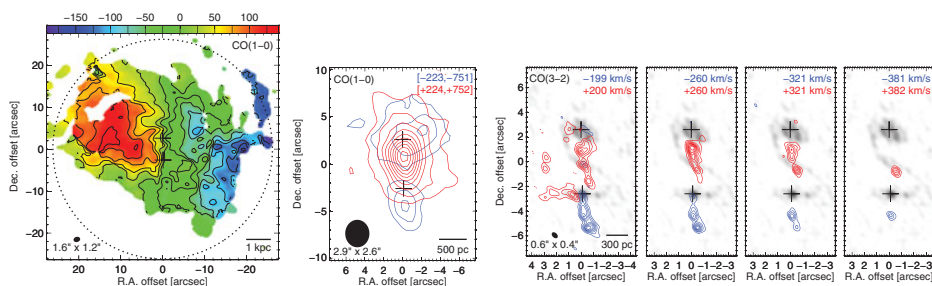 −150 −100 −50 0 50 100
CO(1−0)
Dec. offset [arcsec]
20
10
0
−10
−20
1.6" x 1.2"
1 kpc
20 10 0 −10 −20
R.A. offset [arcsec]
CO(1−0)
[−223,−751]
[+224,+752]
Dec. offset [arcsec]
10
5
0
−5
−10
2.9" x 2.6"
500 pc
6 4 2 0 −2 −4 −6
R.A. offset [arcsec]
CO(3−2)
−199 km/s
+200 km/s
Dec. offset [arcsec]
6
4
2
0
−2
−4
−6
0.6" x 0.4"
300 pc
4 3 2 1 0 −1−2−3−4
R.A. offset [arcsec]
−260 km/s
+260 km/s
3 2 1 0 −1−2−3
R.A. offset [arcsec]
−321 km/s
+321 km/s
3 2 1 0 −1−2−3
R.A. offset [arcsec]
−381 km/s
+382 km/s
3 2 1 0 −1−2−3
R.A. offset [arcsec]